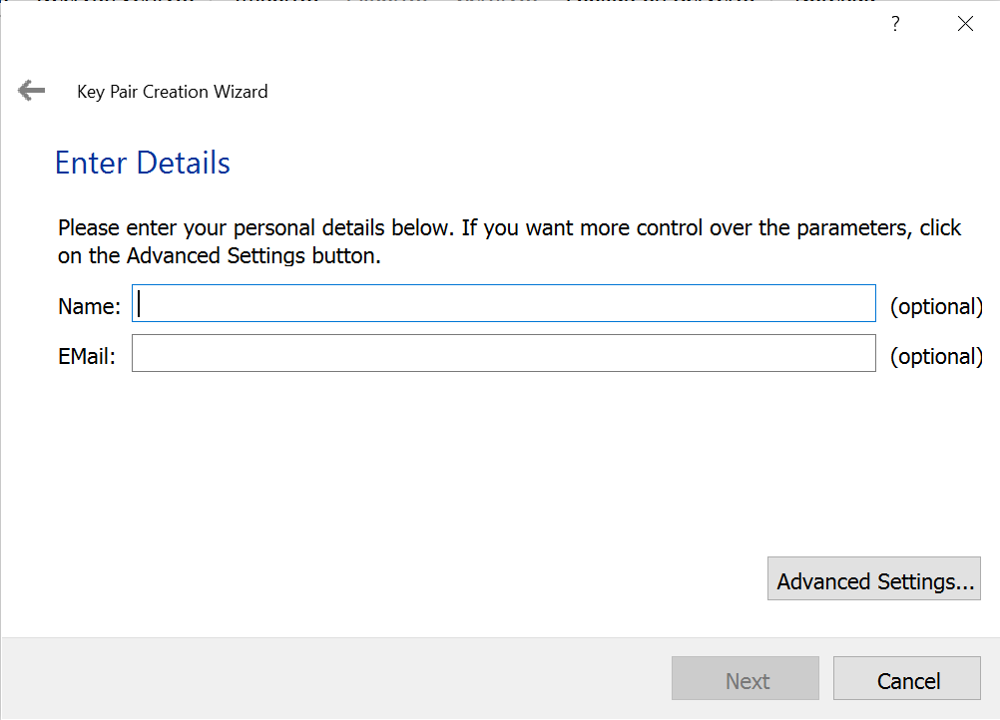 ?
Key Pair Creation Wizard
Enter Details
Please enter your personal details below. If you want more control over the parameters, click
on the Advanced Settings button.
Name: (optional)
EMail: (optional)
Advanced Settings...
Next Cancel